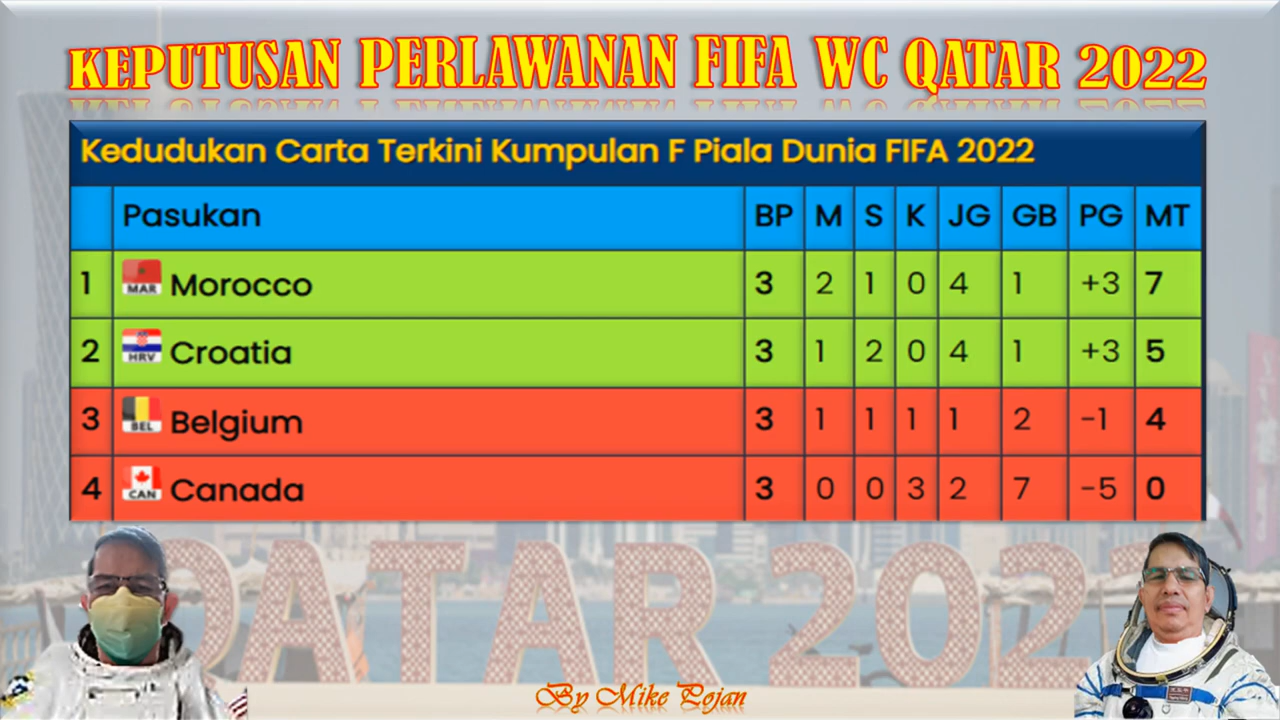 KEPUTUSAN PERLAWANAN FIFA WC QATAR 2022
Kedudukan Carta Terkini Kumpulan F Piala Dunia FIFA 2022
Pasukan BP M S K JG GB PG MT
1 MAR Morocco 3 2 1 0 4 1 +3 7
2 HRV Croatia 3 1 2 0 4 1 +3 5
3 BEL Belgium 3 1 1 1 1 2 -1 4
4 CAN Canada 3 0 0 3 2 7 -5 0
QATAR 2022
By Mike Pojan